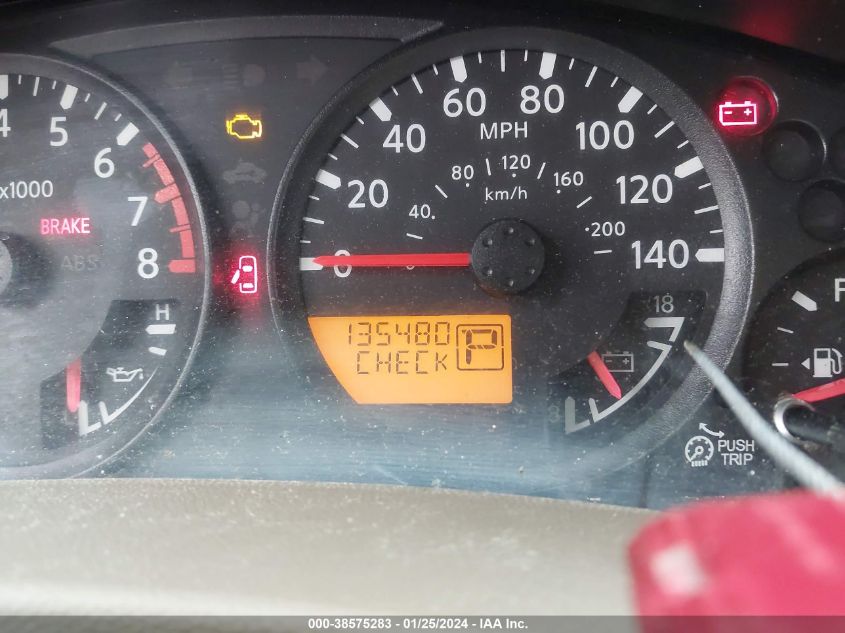 4 5 6 7 8
x1000
BRAKE
ABS
H
0 20 40 60 80 100 120 140
MPH
40 80 120 160 200
km/h
135480 P
CHECK
18
8
F
PUSH
TRIP
000-38575283 - 01/25/2024 - IAA Inc.